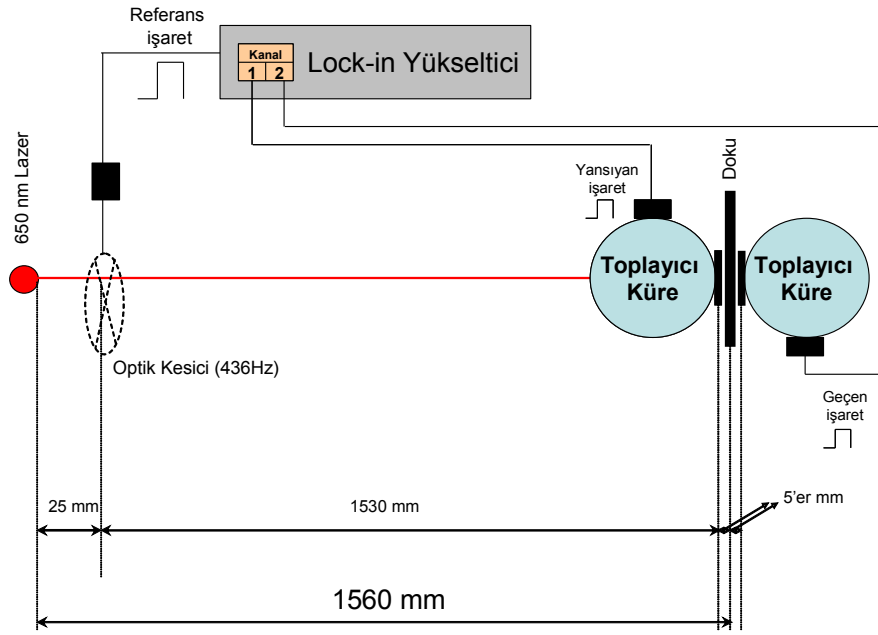 Referans
işaret
Kanal
1 2
Lock-in Yükseltici
650 nm Lazer
Yansıyan
işaret
Doku
Toplayıcı
Küre
Toplayıcı
Küre
Optik Kesici (436Hz)
Geçen
işaret
25 mm
1530 mm
5’er mm
1560 mm